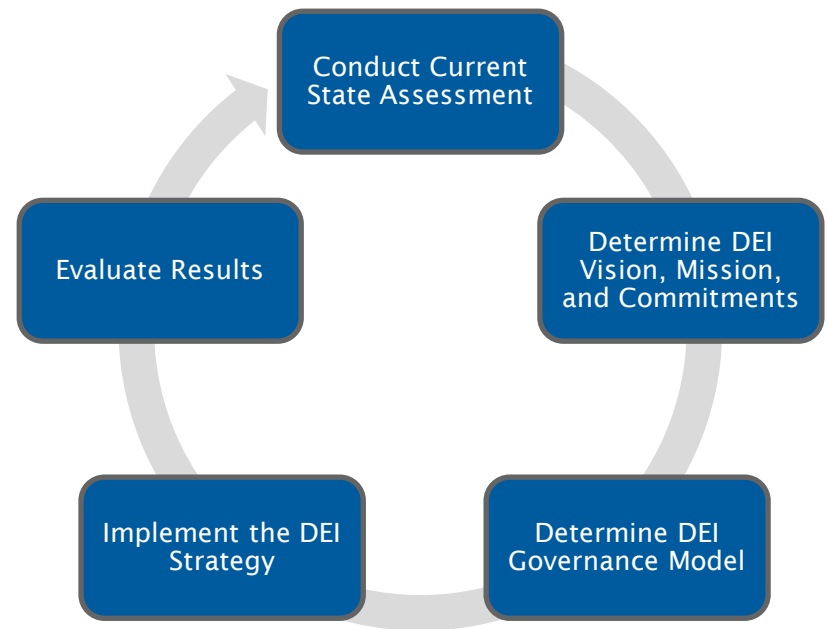 Conduct Current
State Assessment
Determine DEI
Vision, Mission,
and Commitments
Determine DEI
Governance Model
Implement the DEI
Strategy
Evaluate Results